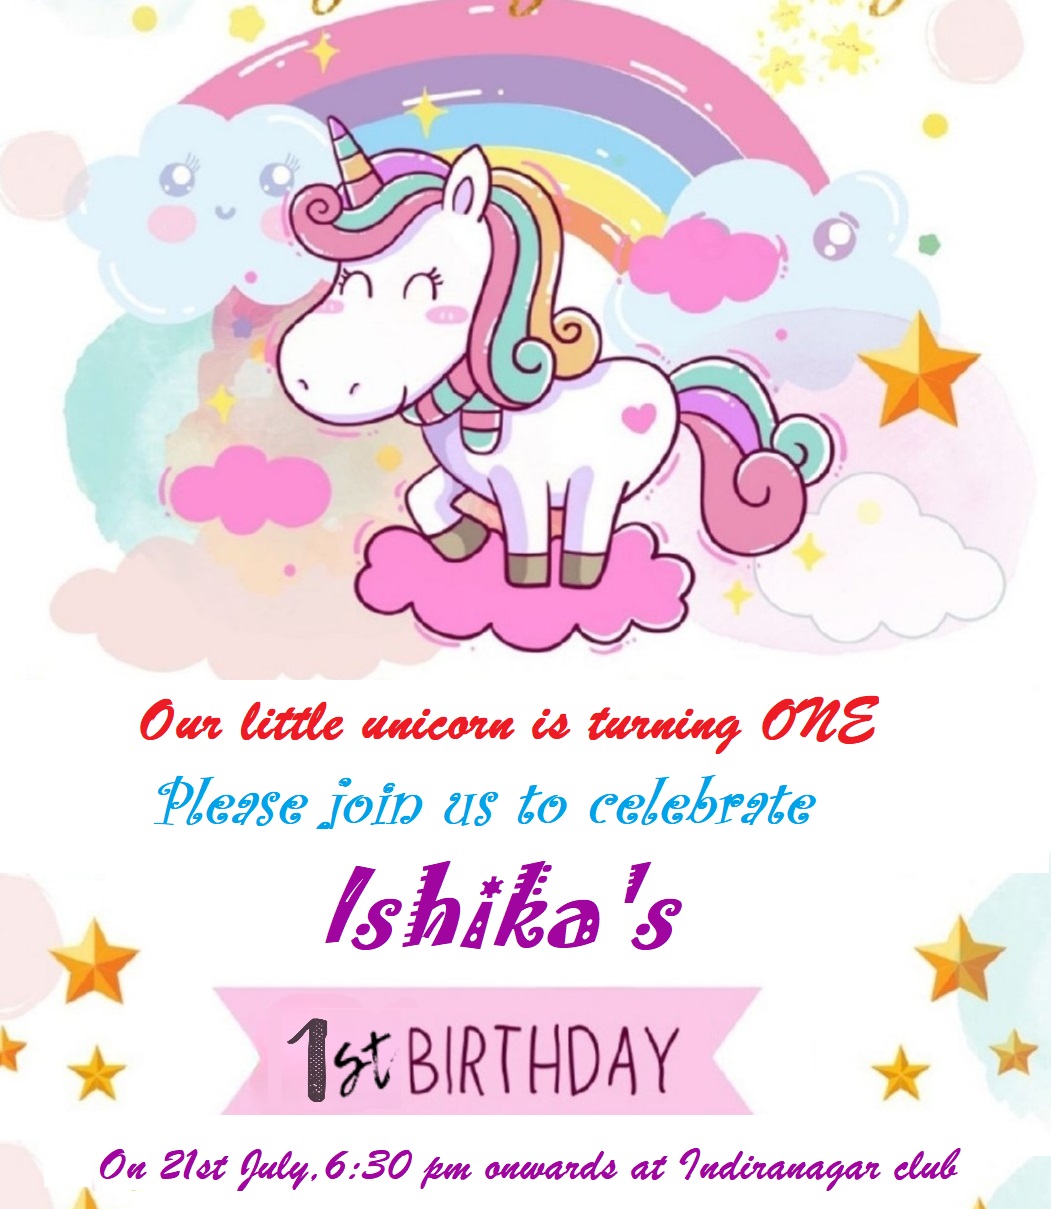 Our little unicorn is turning ONE
Please join us to celebrate
Ishika's
1st BIRTHDAY
On 21st July,6:30 pm onwards at Indiranagar club